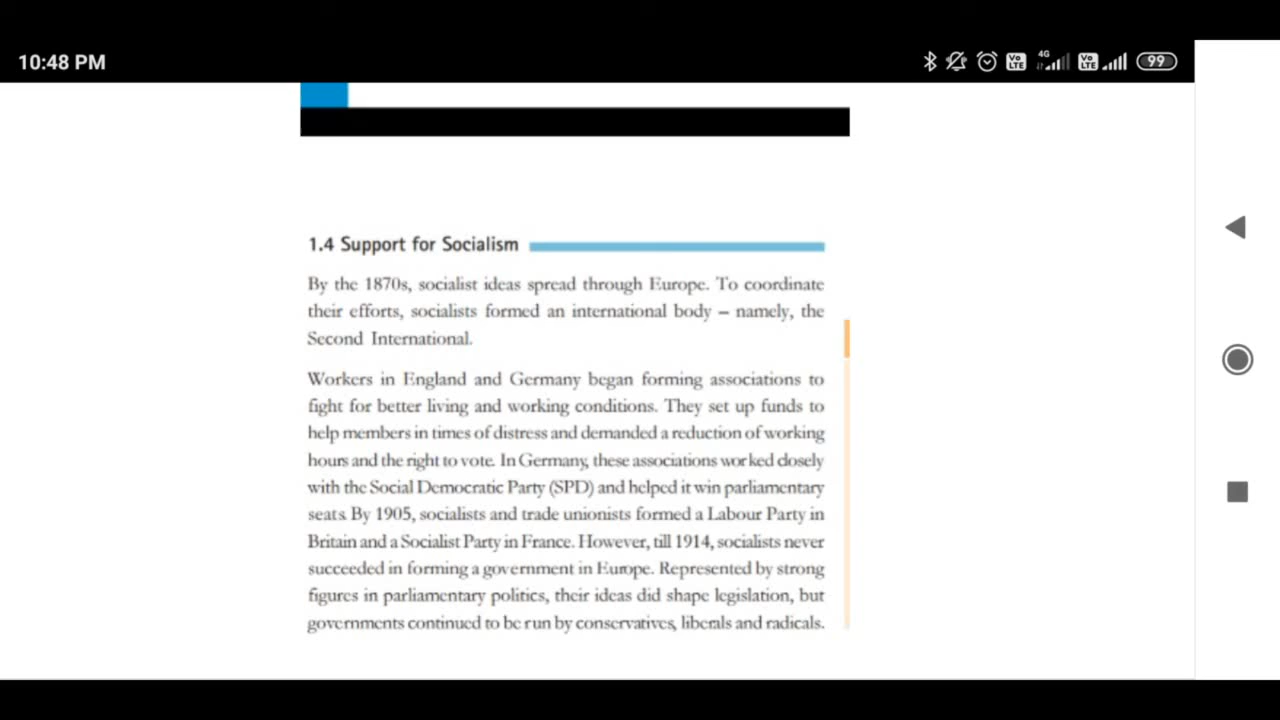 10:48 PM
4G
Vo LTE
Vo LTE
99
1.4 Support for Socialism
By the 1870s, socialist ideas spread through Europe. To coordinate
their efforts, socialists formed an international body – namely, the
Second International.
Workers in England and Germany began forming associations to
fight for better living and working conditions. They set up funds to
help members in times of distress and demanded a reduction of working
hours and the right to vote. In Germany, these associations worked closely
with the Social Democratic Party (SPD) and helped it win parliamentary
seats. By 1905, socialists and trade unionists formed a Labour Party in
Britain and a Socialist Party in France. However, till 1914, socialists never
succeeded in forming a government in Europe. Represented by strong
figures in parliamentary politics, their ideas did shape legislation, but
governments continued to be run by conservatives, liberals and radicals.